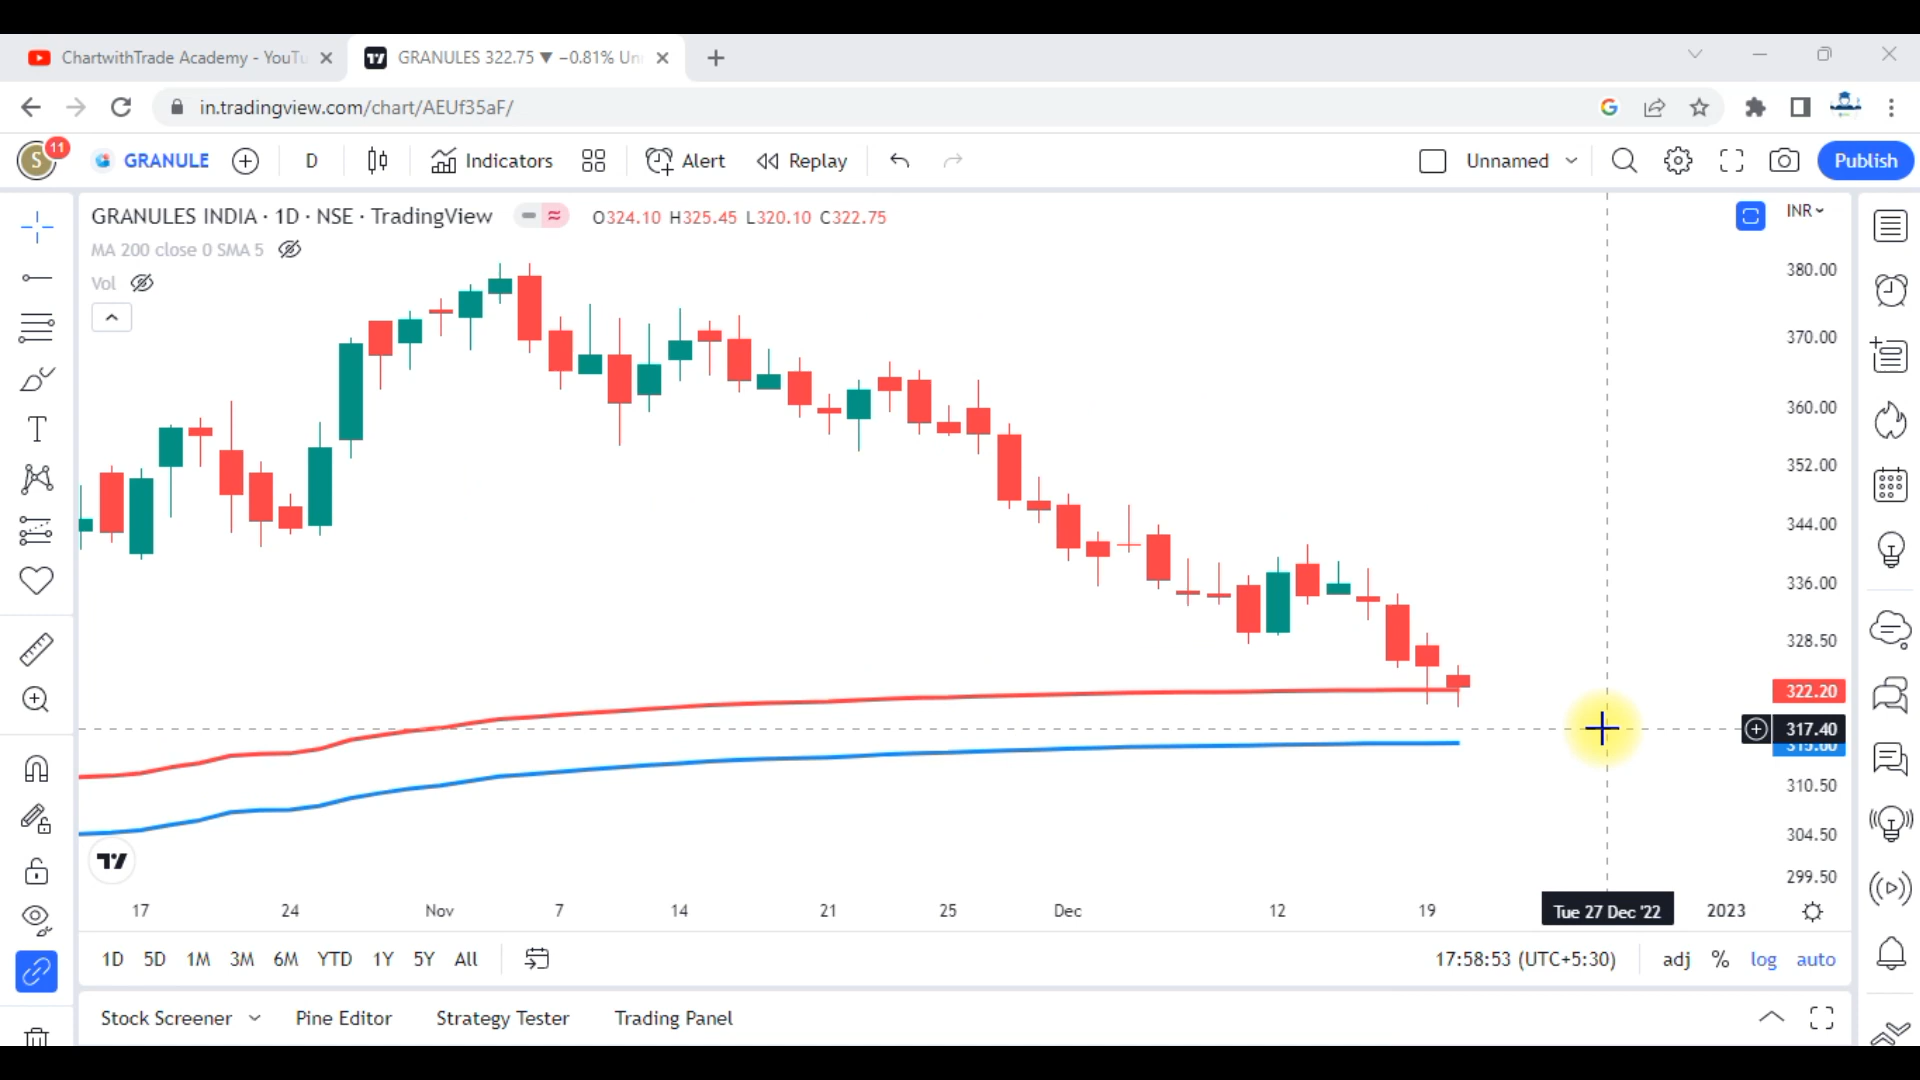 ChartwithTrade Academy - YouTu
GRANULES 322.75 ▼ −0.81% Un
in.tradingview.com/chart/AEUf35aF/
S 11 GRANULE D Indicators Alert Replay Unnamed Publish
GRANULES INDIA · 1D · NSE · TradingView O324.10 H325.45 L320.10 C322.75 INR
MA 200 close 0 SMA 5
Vol
380.00
370.00
360.00
352.00
344.00
336.00
328.50
322.20
317.40
315.60
310.50
304.50
299.50
17 24 Nov 7 14 21 25 Dec 12 19 Tue 27 Dec '22 2023
1D 5D 1M 3M 6M YTD 1Y 5Y All 17:58:53 (UTC+5:30) adj % log auto
Stock Screener Pine Editor Strategy Tester Trading Panel